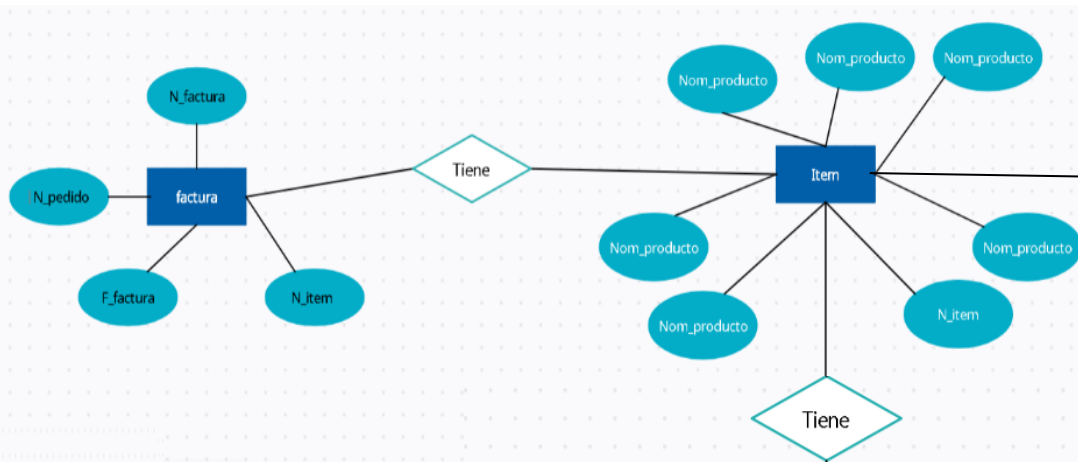 Nom_producto
Nom_producto
Nom_producto
N_factura
Tiene
Item
factura
N_pedido
Nom_producto
Nom_producto
F_factura
N_item
N_item
Nom_producto
Tiene